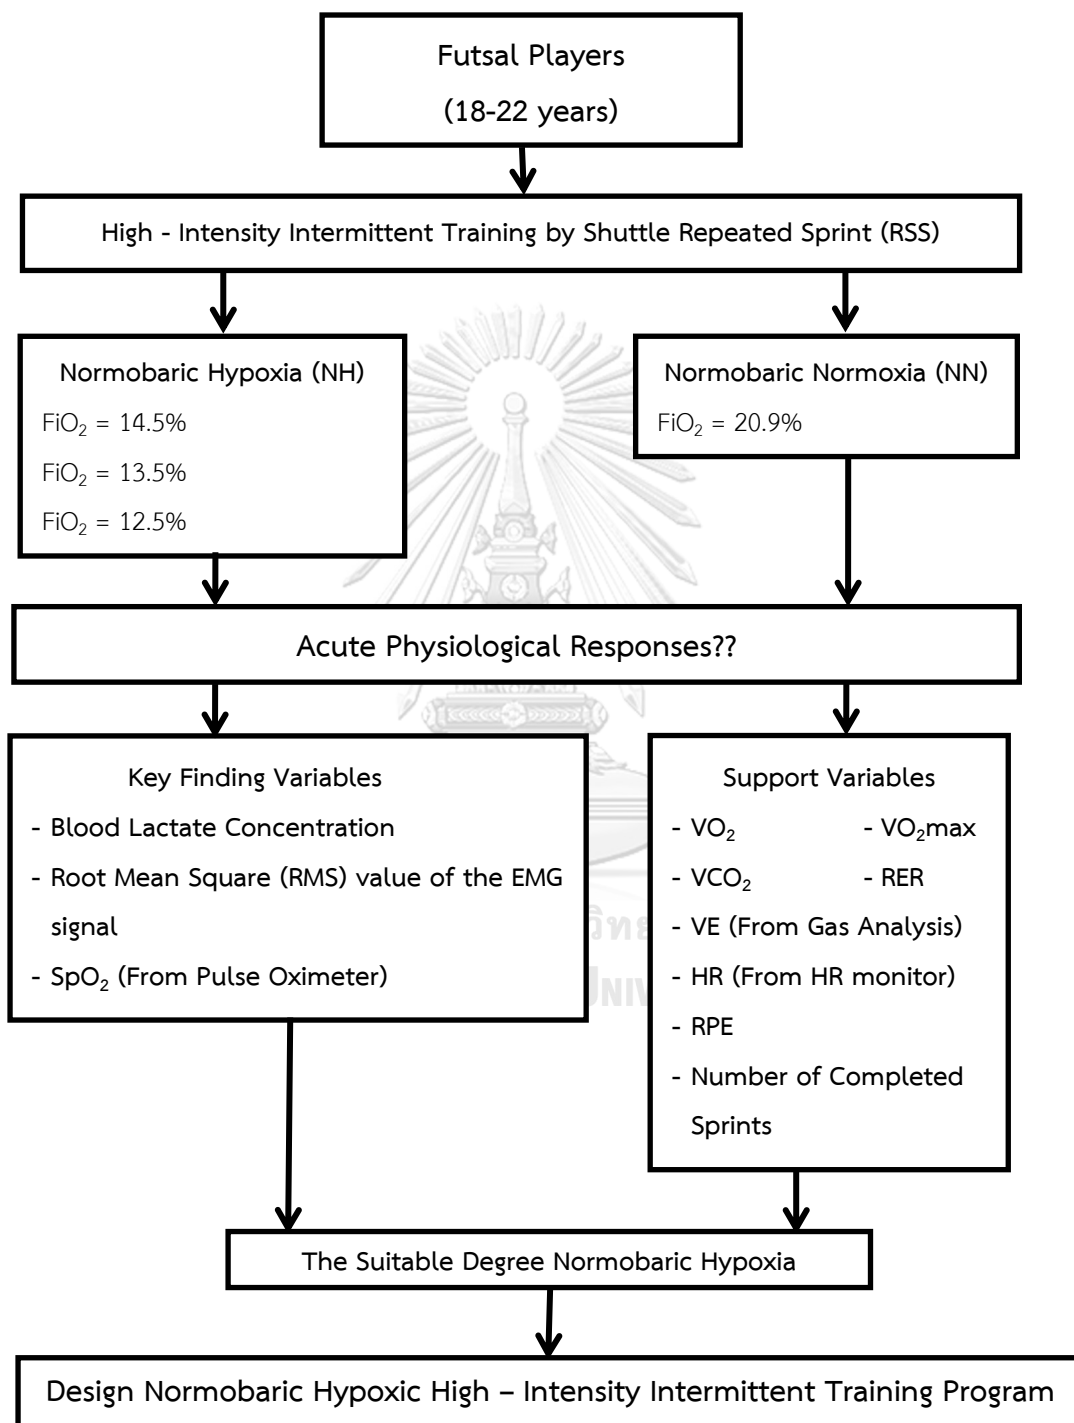 Futsal Players
(18-22 years)
High - Intensity Intermittent Training by Shuttle Repeated Sprint (RSS)
Normobaric Hypoxia (NH)
FiO₂ = 14.5%
FiO₂ = 13.5%
FiO₂ = 12.5%
Normobaric Normoxia (NN)
FiO₂ = 20.9%
Acute Physiological Responses??
Key Finding Variables
- Blood Lactate Concentration
- Root Mean Square (RMS) value of the EMG
signal
- SpO₂ (From Pulse Oximeter)
Support Variables
- VO₂ - VO₂max
- VCO₂ - RER
- VE (From Gas Analysis)
- HR (From HR monitor)
- RPE
- Number of Completed
Sprints
The Suitable Degree Normobaric Hypoxia
Design Normobaric Hypoxic High – Intensity Intermittent Training Program